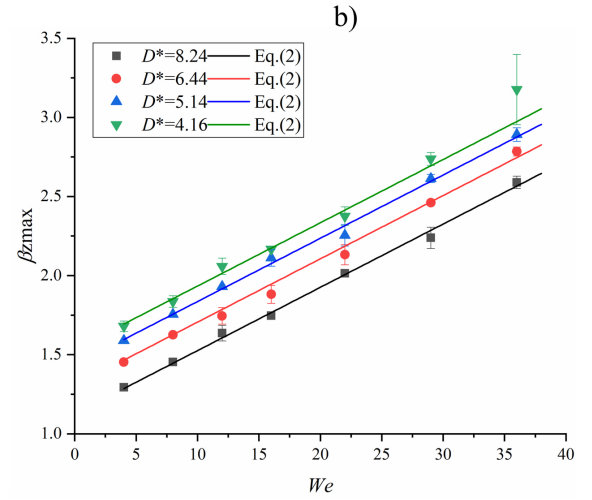 b)
3.5
3.0
2.5
2.0
1.5
1.0
βzmax
D*=8.24 Eq.(2)
D*=6.44 Eq.(2)
D*=5.14 Eq.(2)
D*=4.16 Eq.(2)
0 5 10 15 20 25 30 35 40
We